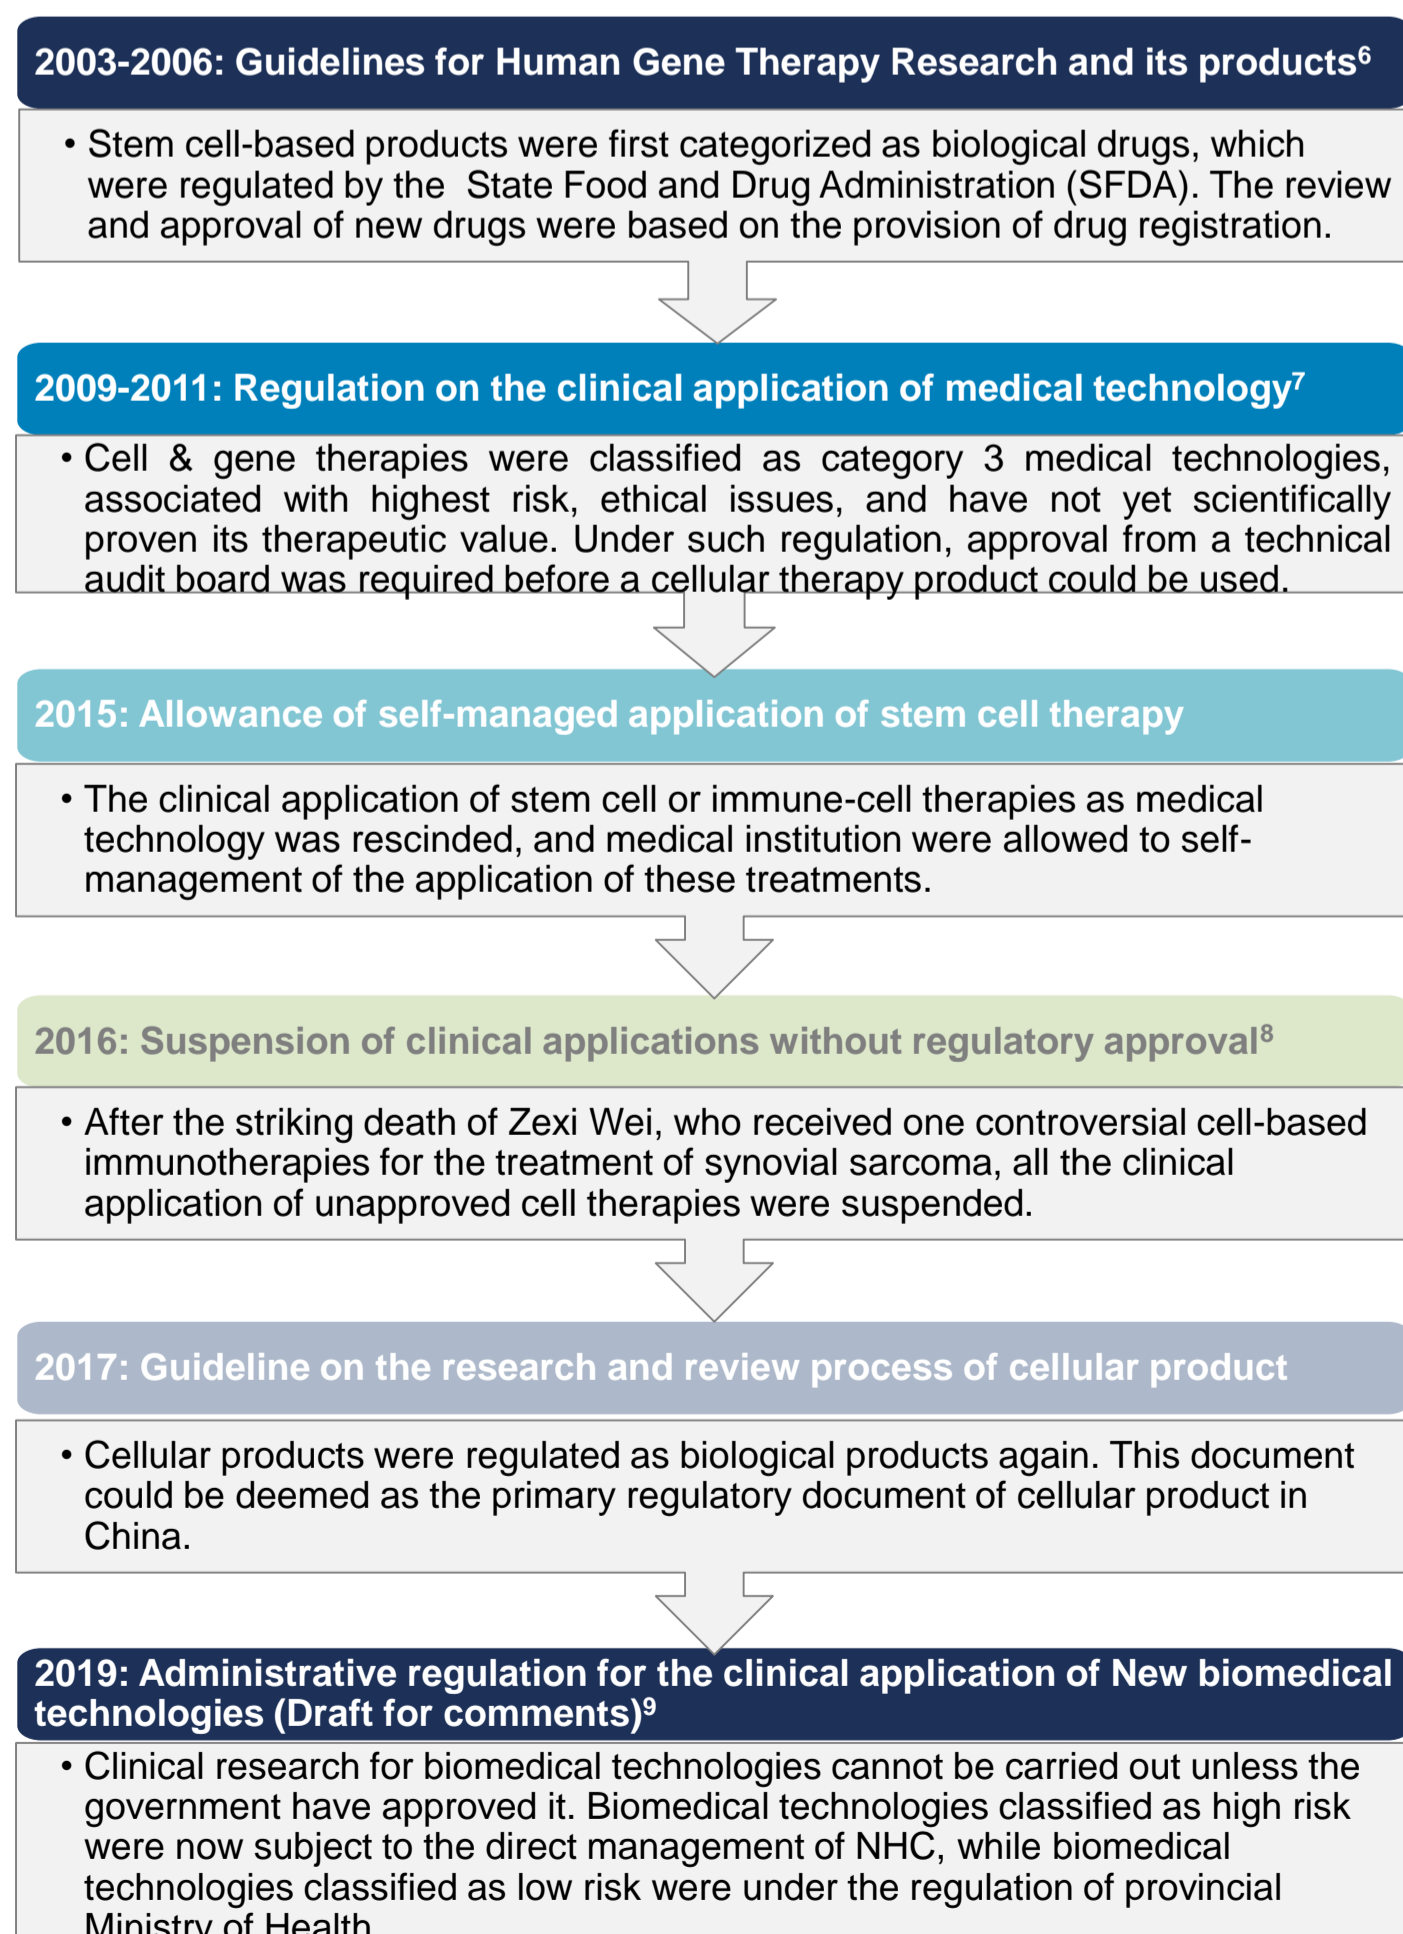 2003-2006: Guidelines for Human Gene Therapy Research and its products⁶
• Stem cell-based products were first categorized as biological drugs, which
were regulated by the State Food and Drug Administration (SFDA). The review
and approval of new drugs were based on the provision of drug registration.
2009-2011: Regulation on the clinical application of medical technology⁷
• Cell & gene therapies were classified as category 3 medical technologies,
associated with highest risk, ethical issues, and have not yet scientifically
proven its therapeutic value. Under such regulation, approval from a technical
audit board was required before a cellular therapy product could be used.
2015: Allowance of self-managed application of stem cell therapy
• The clinical application of stem cell or immune-cell therapies as medical
technology was rescinded, and medical institution were allowed to self-
management of the application of these treatments.
2016: Suspension of clinical applications without regulatory approval⁸
• After the striking death of Zexi Wei, who received one controversial cell-based
immunotherapies for the treatment of synovial sarcoma, all the clinical
application of unapproved cell therapies were suspended.
2017: Guideline on the research and review process of cellular product
• Cellular products were regulated as biological products again. This document
could be deemed as the primary regulatory document of cellular product in
China.
2019: Administrative regulation for the clinical application of New biomedical
technologies (Draft for comments)⁹
• Clinical research for biomedical technologies cannot be carried out unless the
government have approved it. Biomedical technologies classified as high risk
were now subject to the direct management of NHC, while biomedical
technologies classified as low risk were under the regulation of provincial
Ministry of Health